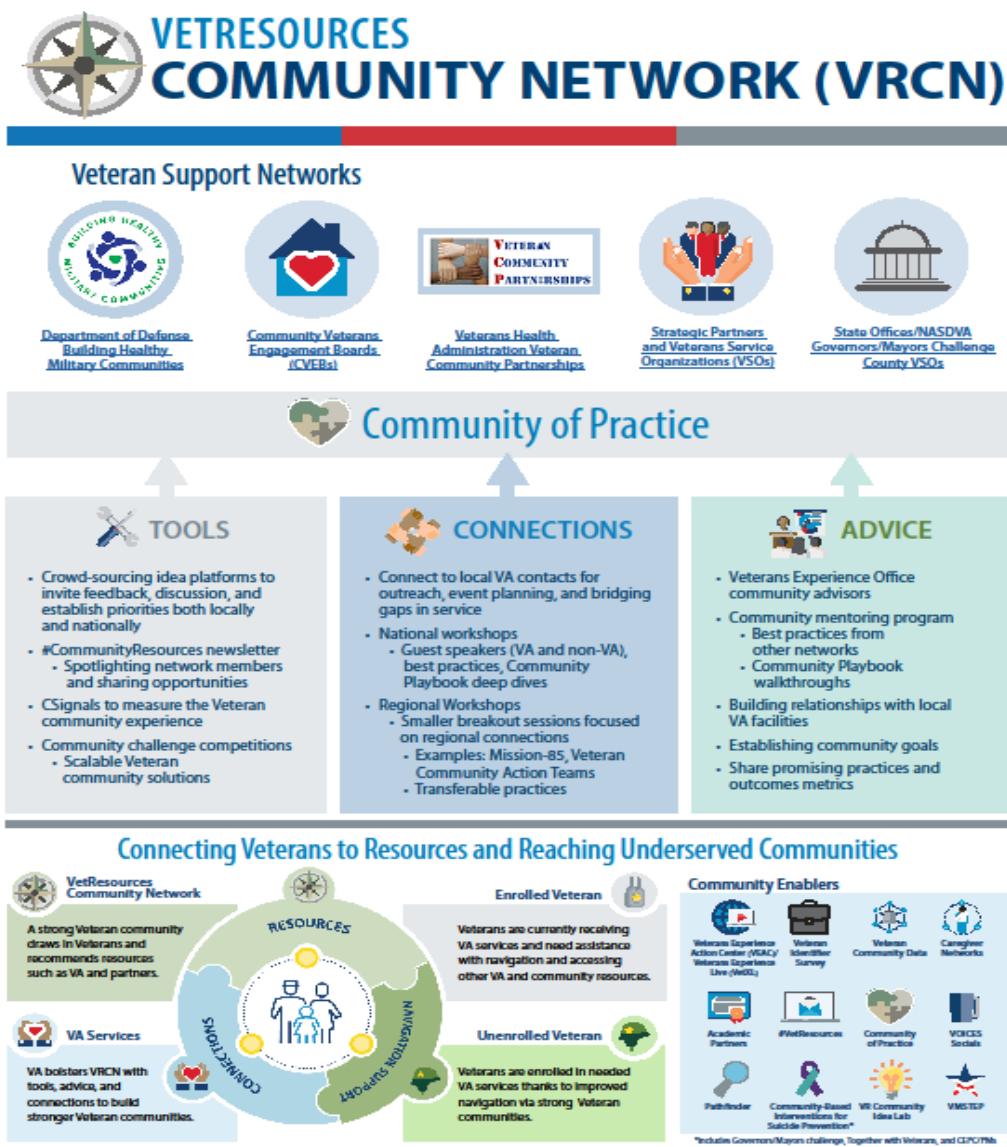 VETRESOURCES
COMMUNITY NETWORK (VRCN)
Veteran Support Networks
BUILDING HEALTHY
MILITARY COMMUNITIES
VETERAN
COMMUNITY
PARTNERSHIPS
Department of Defense
Building Healthy
Military Communities
Community Veterans
Engagement Boards
(CVEBs)
Veterans Health
Administration Veteran
Community Partnerships
Strategic Partners
and Veterans Service
Organizations (VSOs)
State Offices/NASDVA
Governors/Mayors Challenge
County VSOs
Community of Practice
TOOLS
• Crowd-sourcing idea platforms to
invite feedback, discussion, and
establish priorities both locally
and nationally
• #CommunityResources newsletter
• Spotlighting network members
and sharing opportunities
• CSignals to measure the Veteran
community experience
• Community challenge competitions
• Scalable Veteran
community solutions
CONNECTIONS
• Connect to local VA contacts for
outreach, event planning, and bridging
gaps in service
• National workshops
• Guest speakers (VA and non-VA),
best practices, Community
Playbook deep dives
• Regional Workshops
• Smaller breakout sessions focused
on regional connections
• Examples: Mission-85, Veteran
Community Action Teams
• Transferable practices
ADVICE
• Veterans Experience Office
community advisors
• Community mentoring program
• Best practices from
other networks
• Community Playbook
walkthroughs
• Building relationships with local
VA facilities
• Establishing community goals
• Share promising practices and
outcomes metrics
Connecting Veterans to Resources and Reaching Underserved Communities
VetResources
Community Network
A strong Veteran community
draws in Veterans and
recommends resources
such as VA and partners.
VA Services
VA bolsters VRCN with
tools, advice, and
connections to build
stronger Veteran communities.
RESOURCES
CONNECTIONS
NAVIGATION SUPPORT
Enrolled Veteran
Veterans are currently receiving
VA services and need assistance
with navigation and accessing
other VA and community resources.
Unenrolled Veteran
Veterans are enrolled in needed
VA services thanks to improved
navigation via strong Veteran
communities.
Community Enablers
Veterans Experience
Action Center (VEAC)/
Veterans Experience
Live (VetXL)
Veteran
Identifier
Survey
Veteran
Community Data
Caregiver
Networks
Academic
Partners
#VetResources
Community
of Practice
VOICES
Socials
Pathfinder
Community-Based
Interventions for
Suicide Prevention*
VR Community
Idea Lab
VMSTEP
*Includes Governors/Mayors challenge, Together with Veterans, and